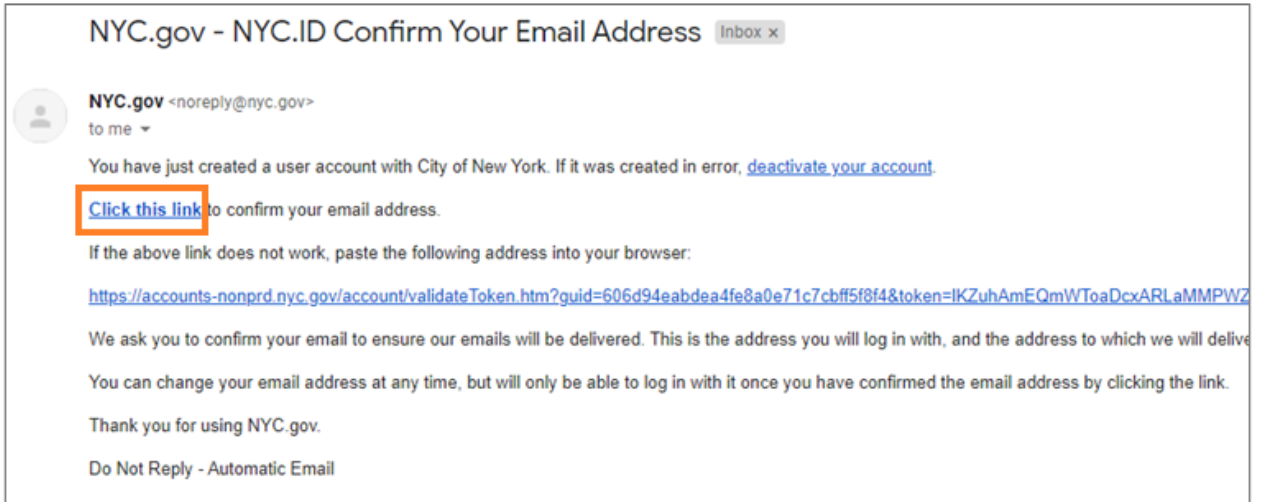 NYC.gov - NYC.ID Confirm Your Email Address Inbox x
NYC.gov <noreply@nyc.gov>
to me
You have just created a user account with City of New York. If it was created in error, deactivate your account.
Click this link to confirm your email address.
If the above link does not work, paste the following address into your browser:
https://accounts-nonprd.nyc.gov/account/validateToken.htm?guid=606d94eabdea4fe8a0e71c7cbff5f8f4&token=IKZuhAmEQmWToaDcxARLaMMPWZ
We ask you to confirm your email to ensure our emails will be delivered. This is the address you will log in with, and the address to which we will delive
You can change your email address at any time, but will only be able to log in with it once you have confirmed the email address by clicking the link.
Thank you for using NYC.gov.
Do Not Reply - Automatic Email